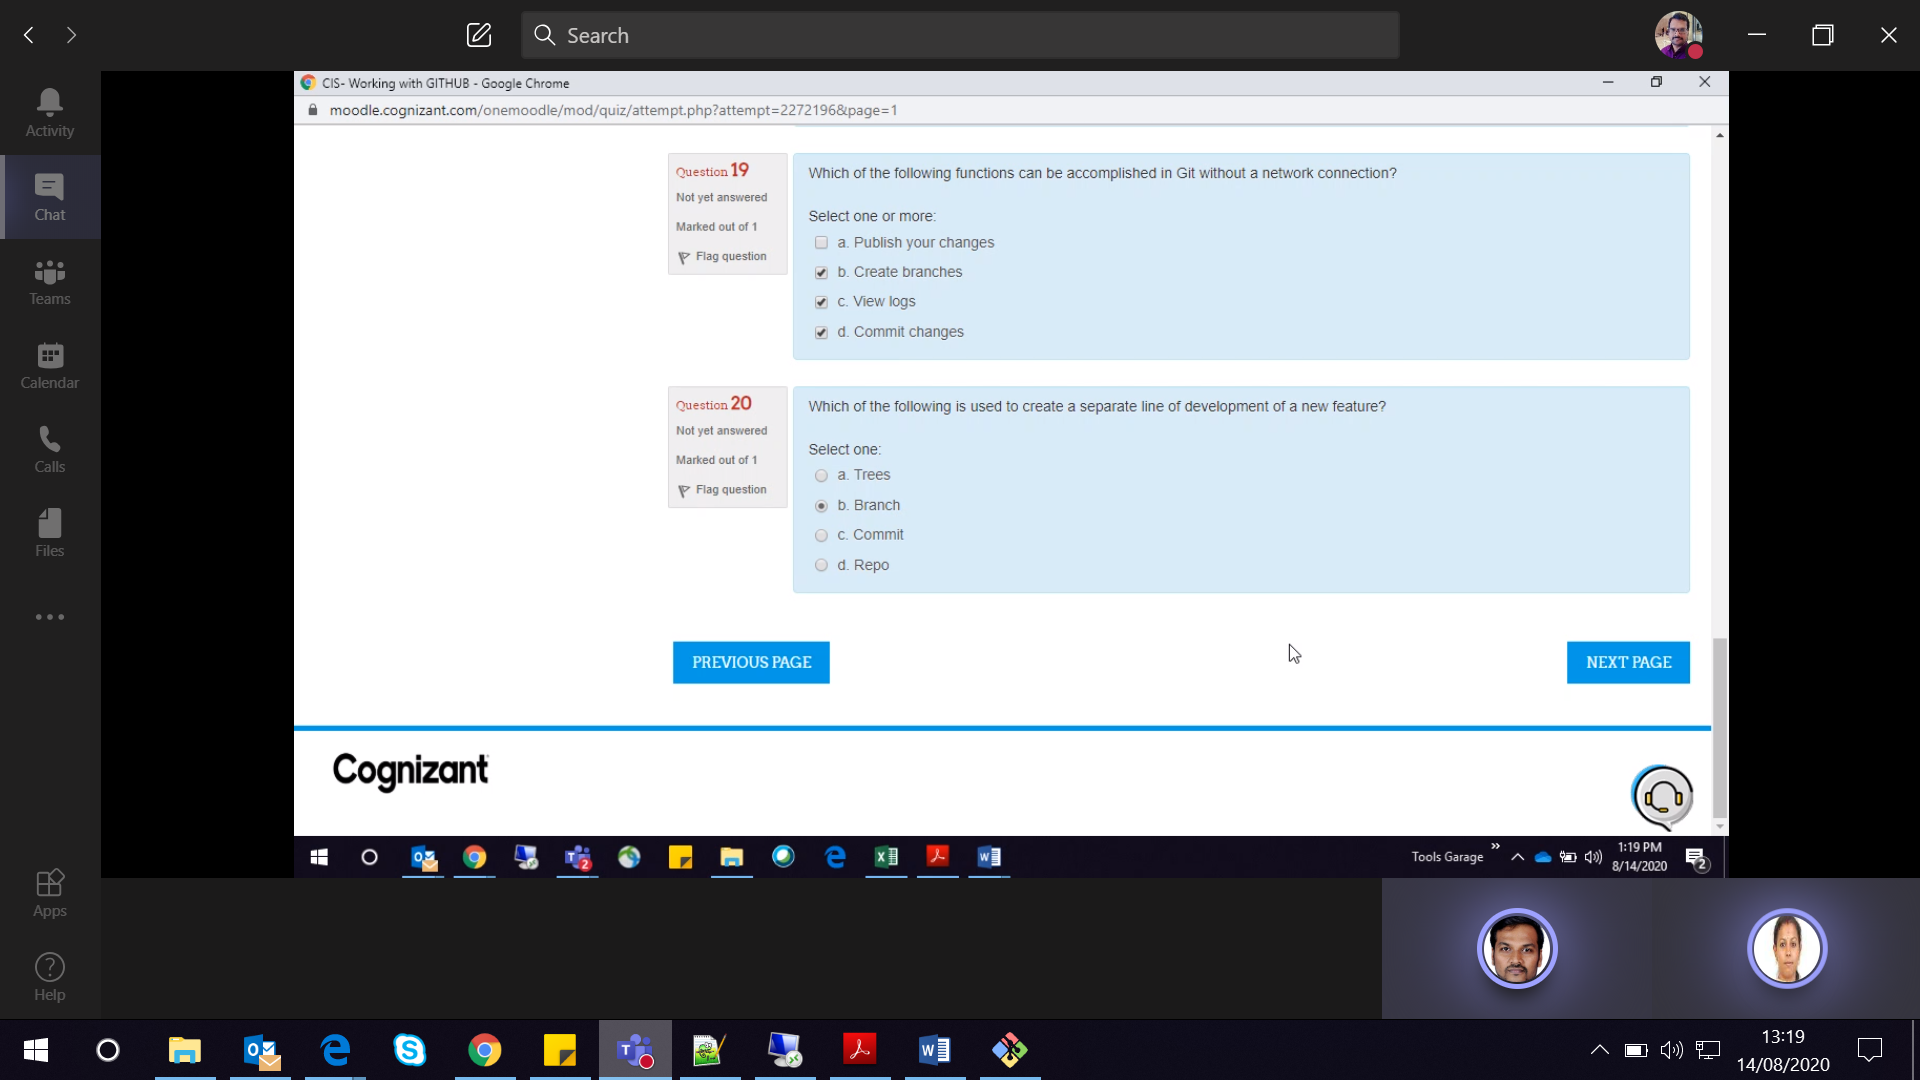 Search
CIS- Working with GITHUB - Google Chrome
moodle.cognizant.com/onemoodle/mod/quiz/attempt.php?attempt=2272196&page=1
Activity
Chat
Teams
Calendar
Calls
Files
Apps
Help
Question 19
Not yet answered
Marked out of 1
Flag question
Which of the following functions can be accomplished in Git without a network connection?
Select one or more:
a. Publish your changes
b. Create branches
c. View logs
d. Commit changes
Question 20
Not yet answered
Marked out of 1
Flag question
Which of the following is used to create a separate line of development of a new feature?
Select one:
a. Trees
b. Branch
c. Commit
d. Repo
PREVIOUS PAGE
NEXT PAGE
Cognizant
Tools Garage
1:19 PM
8/14/2020
2
2
13:19
14/08/2020